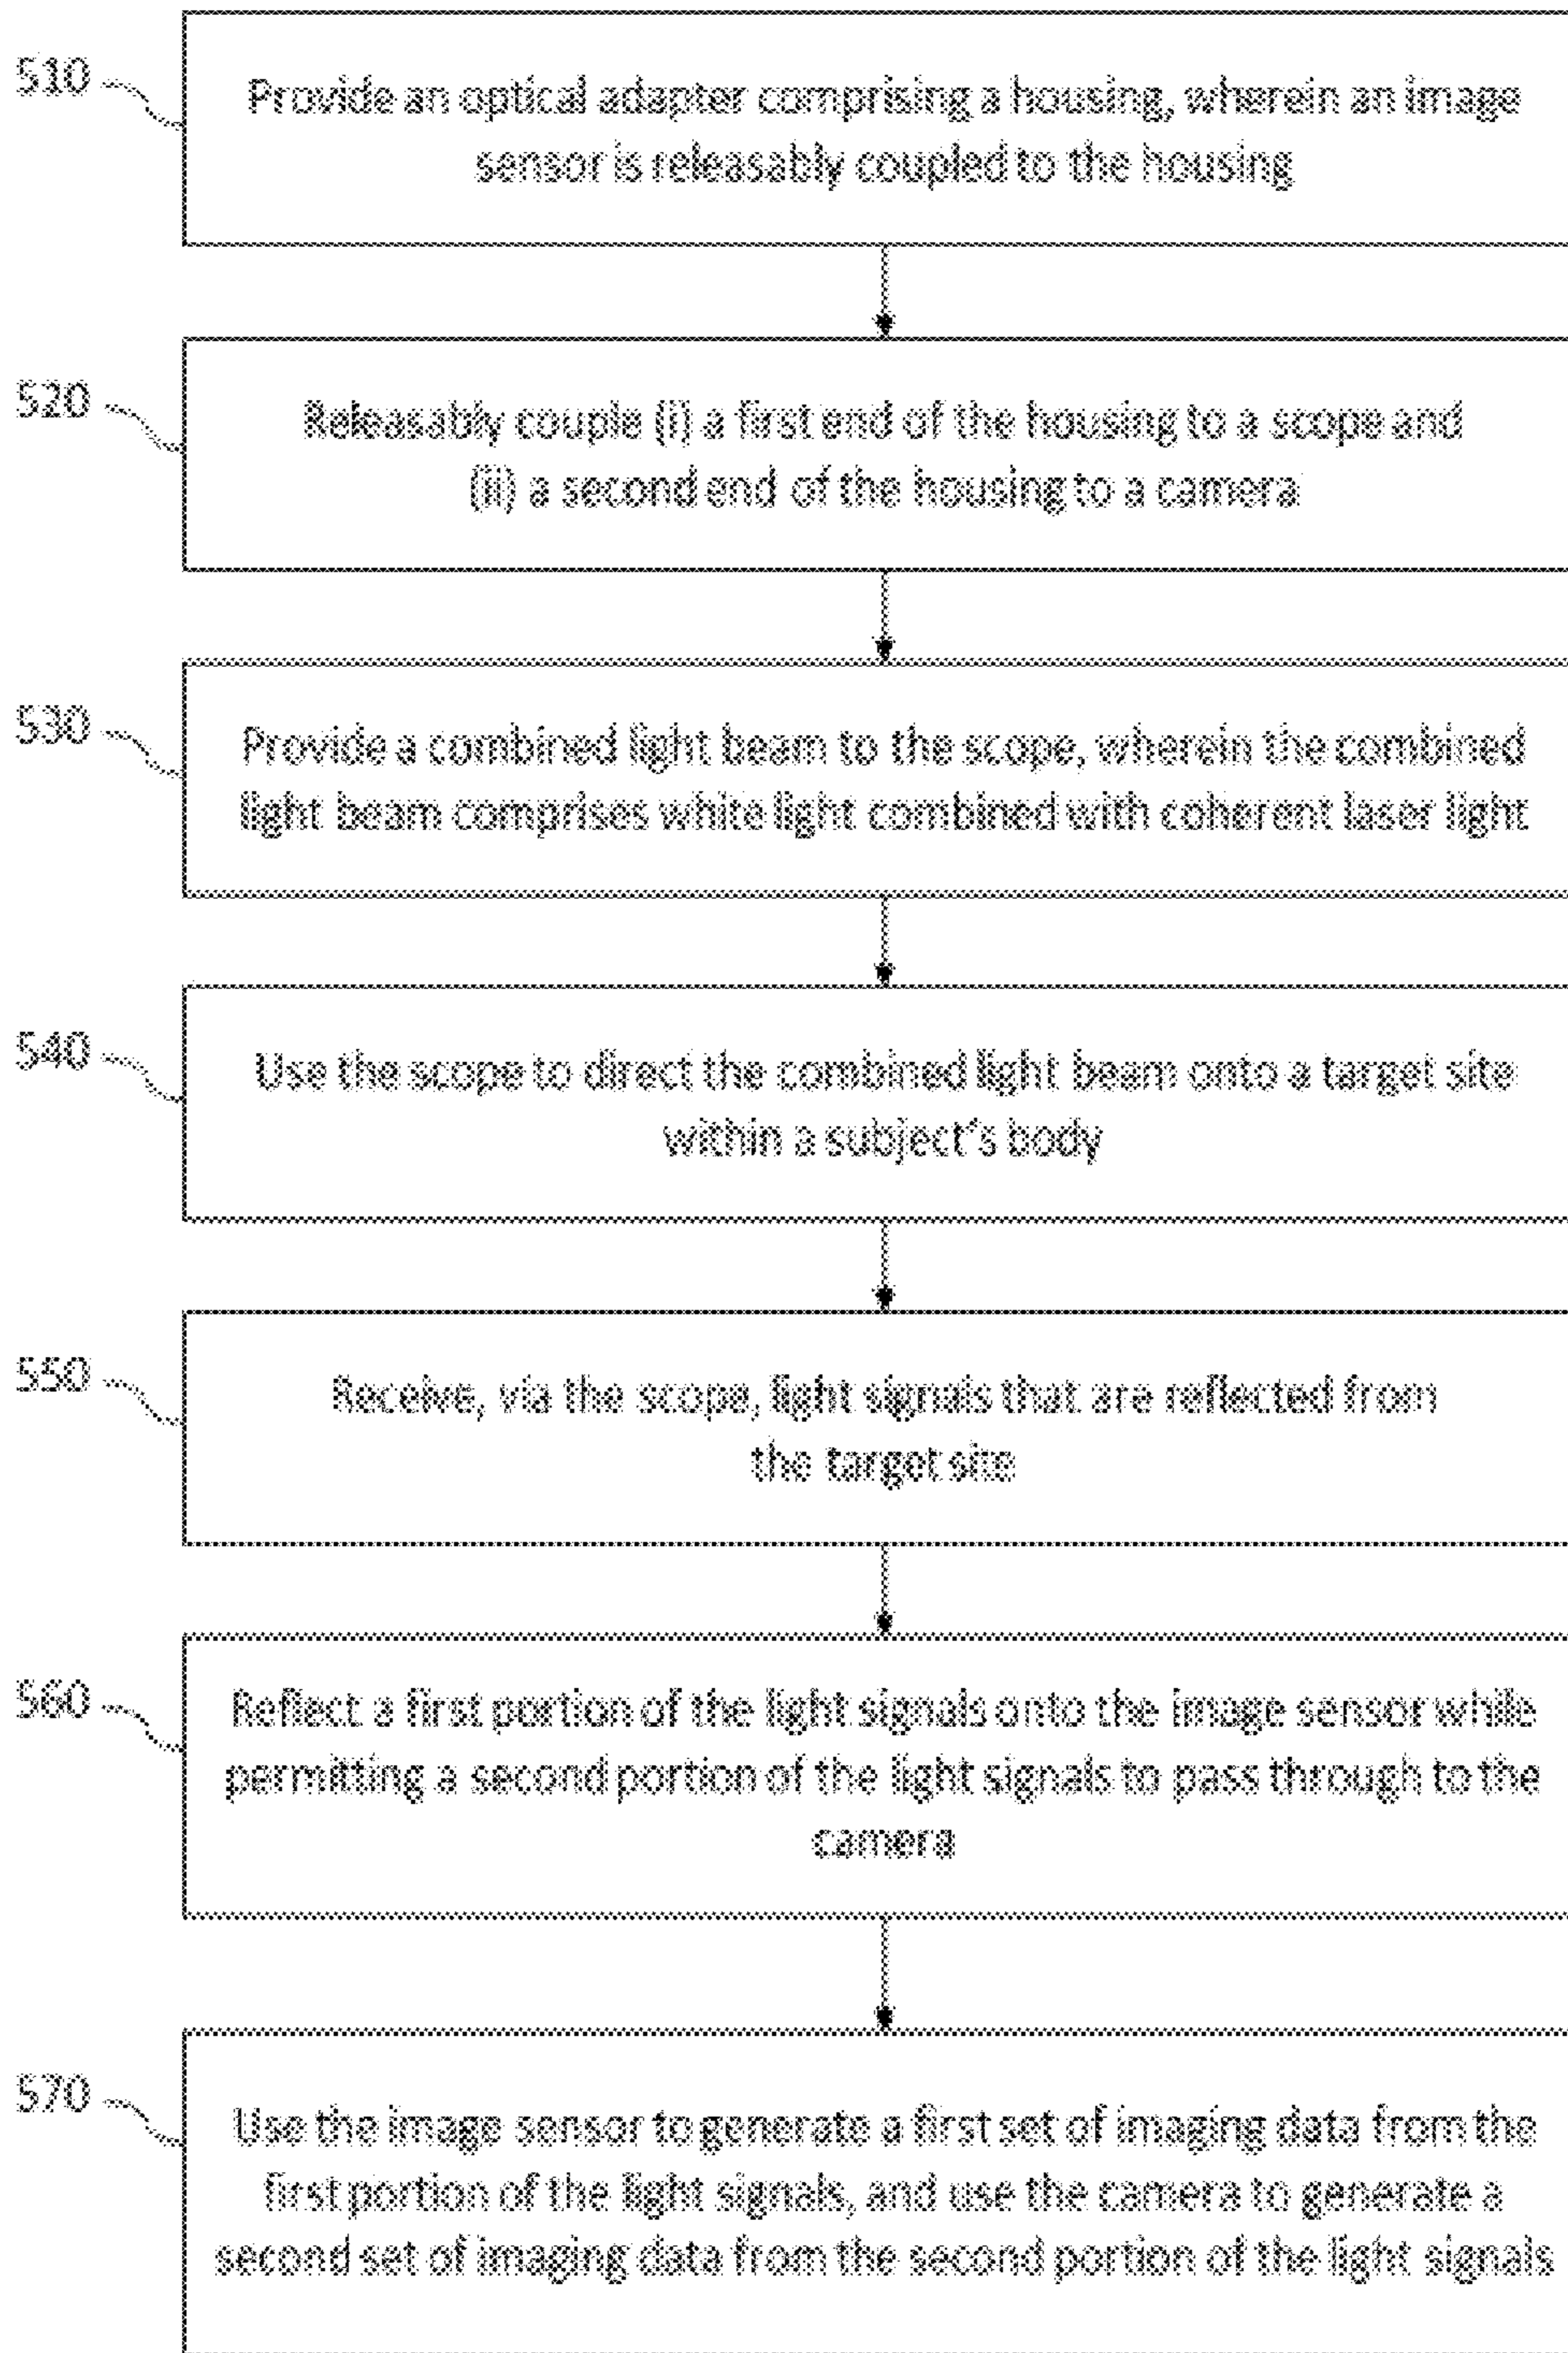 510
Provide an optical adapter comprising a housing, wherein an image
sensor is releasably coupled to the housing
520
Releasably couple (i) a first end of the housing to a scope and
(ii) a second end of the housing to a camera
530
Provide a combined light beam to the scope, wherein the combined
light beam comprises white light combined with coherent laser light
540
Use the scope to direct the combined light beam onto a target site
within a subject's body
550
Receive, via the scope, light signals that are reflected from
the target site
560
Reflect a first portion of the light signals onto the image sensor while
permitting a second portion of the light signals to pass through to the
camera
570
Use the image sensor to generate a first set of imaging data from the
first portion of the light signals, and use the camera to generate a
second set of imaging data from the second portion of the light signals